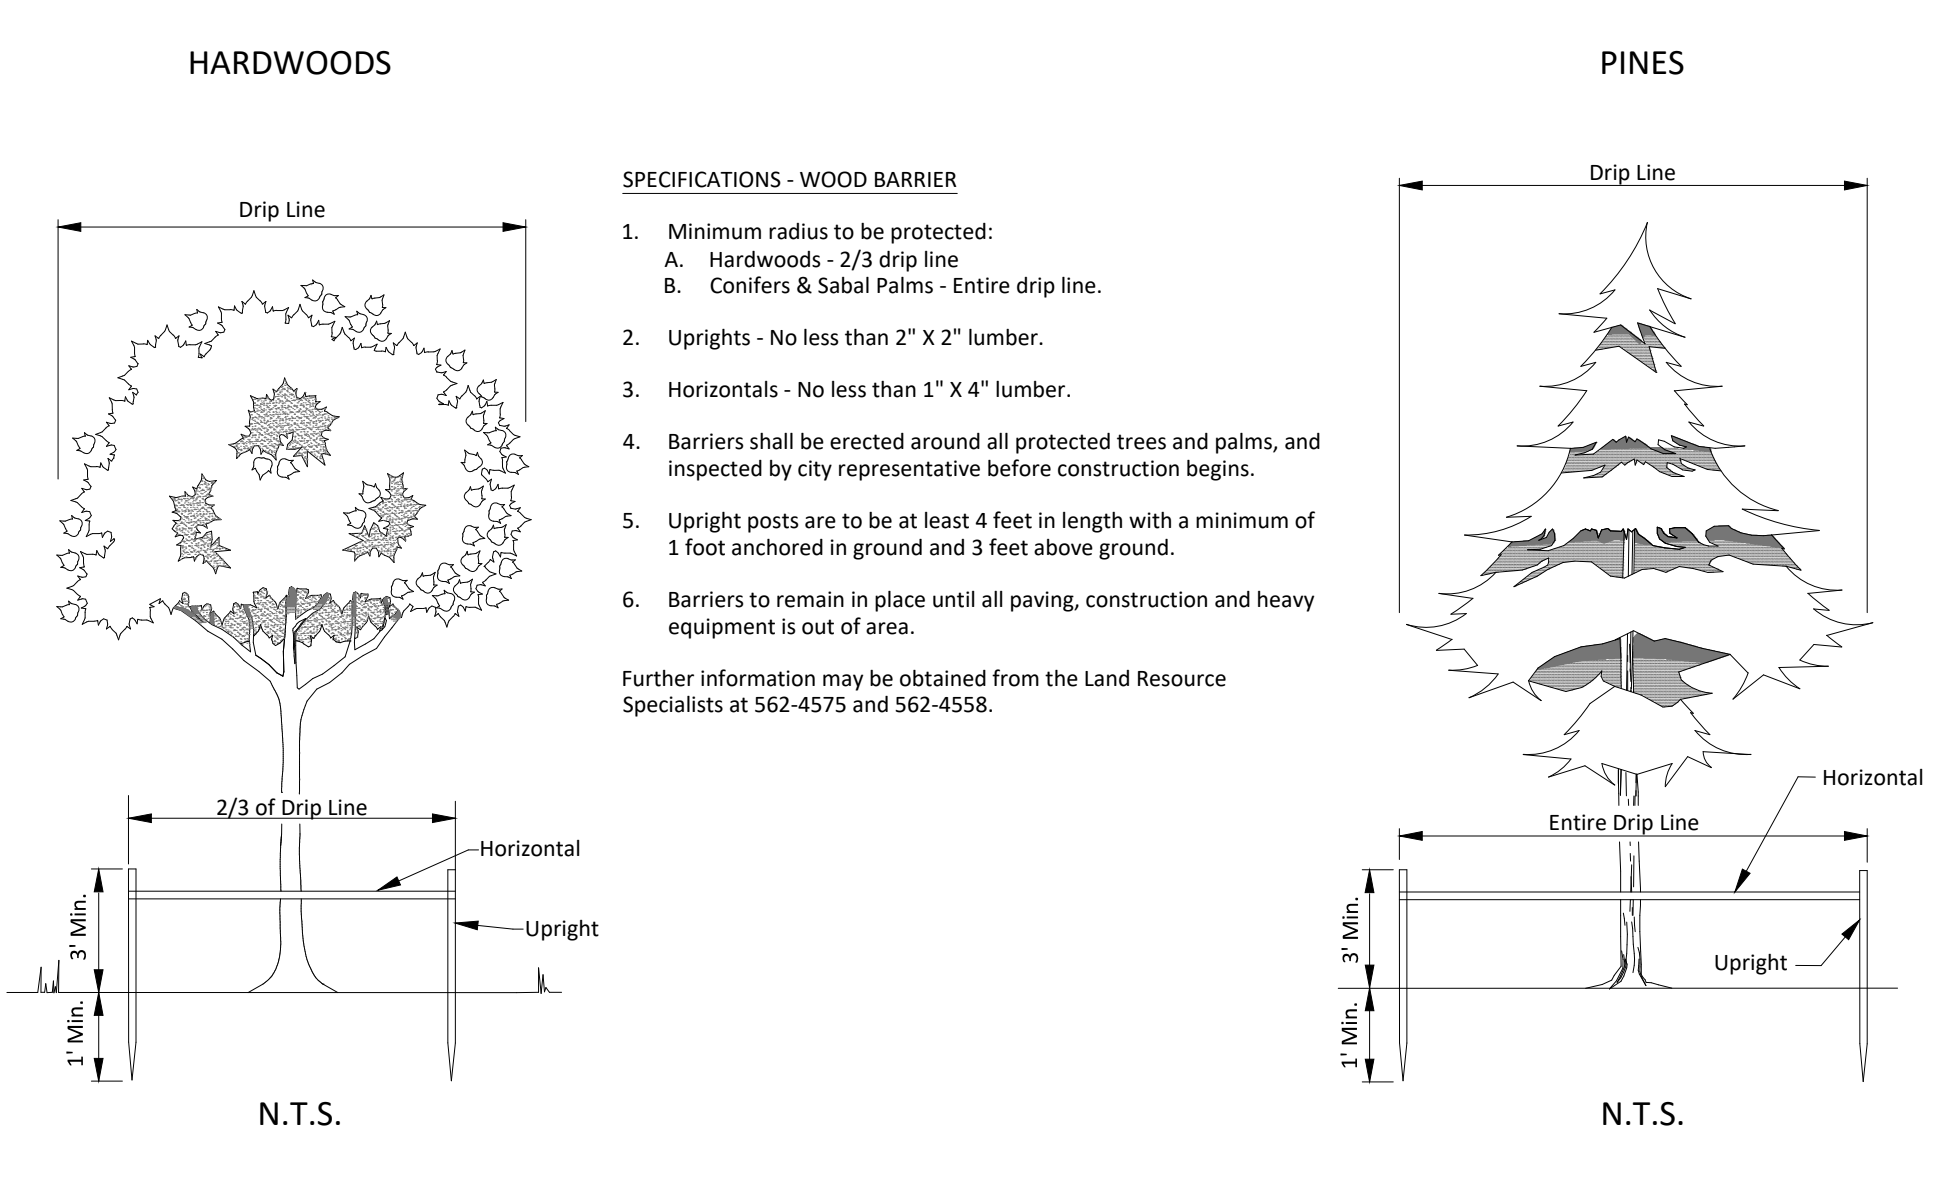 HARDWOODS
PINES
Drip Line
2/3 of Drip Line
Horizontal
Upright
3' Min.
1' Min.
N.T.S.
SPECIFICATIONS - WOOD BARRIER
1. Minimum radius to be protected:
A. Hardwoods - 2/3 drip line
B. Conifers & Sabal Palms - Entire drip line.
2. Uprights - No less than 2" X 2" lumber.
3. Horizontals - No less than 1" X 4" lumber.
4. Barriers shall be erected around all protected trees and palms, and
inspected by city representative before construction begins.
5. Upright posts are to be at least 4 feet in length with a minimum of
1 foot anchored in ground and 3 feet above ground.
6. Barriers to remain in place until all paving, construction and heavy
equipment is out of area.
Further information may be obtained from the Land Resource
Specialists at 562-4575 and 562-4558.
Drip Line
Horizontal
Entire Drip Line
Upright
3' Min.
1' Min.
N.T.S.